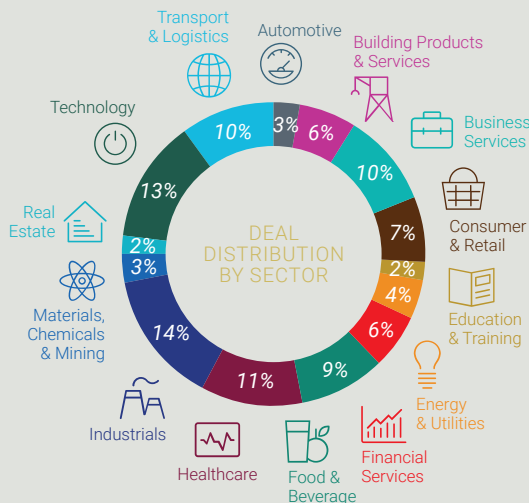 Transport
& Logistics
Automotive
Building Products
& Services
Business
Services
Consumer
& Retail
Education
& Training
Energy
& Utilities
Financial
Services
Food &
Beverage
Healthcare
Industrials
Materials,
Chemicals
& Mining
Real
Estate
Technology
10%
3%
6%
10%
7%
2%
4%
6%
9%
11%
14%
3%
2%
13%
DEAL
DISTRIBUTION
BY SECTOR